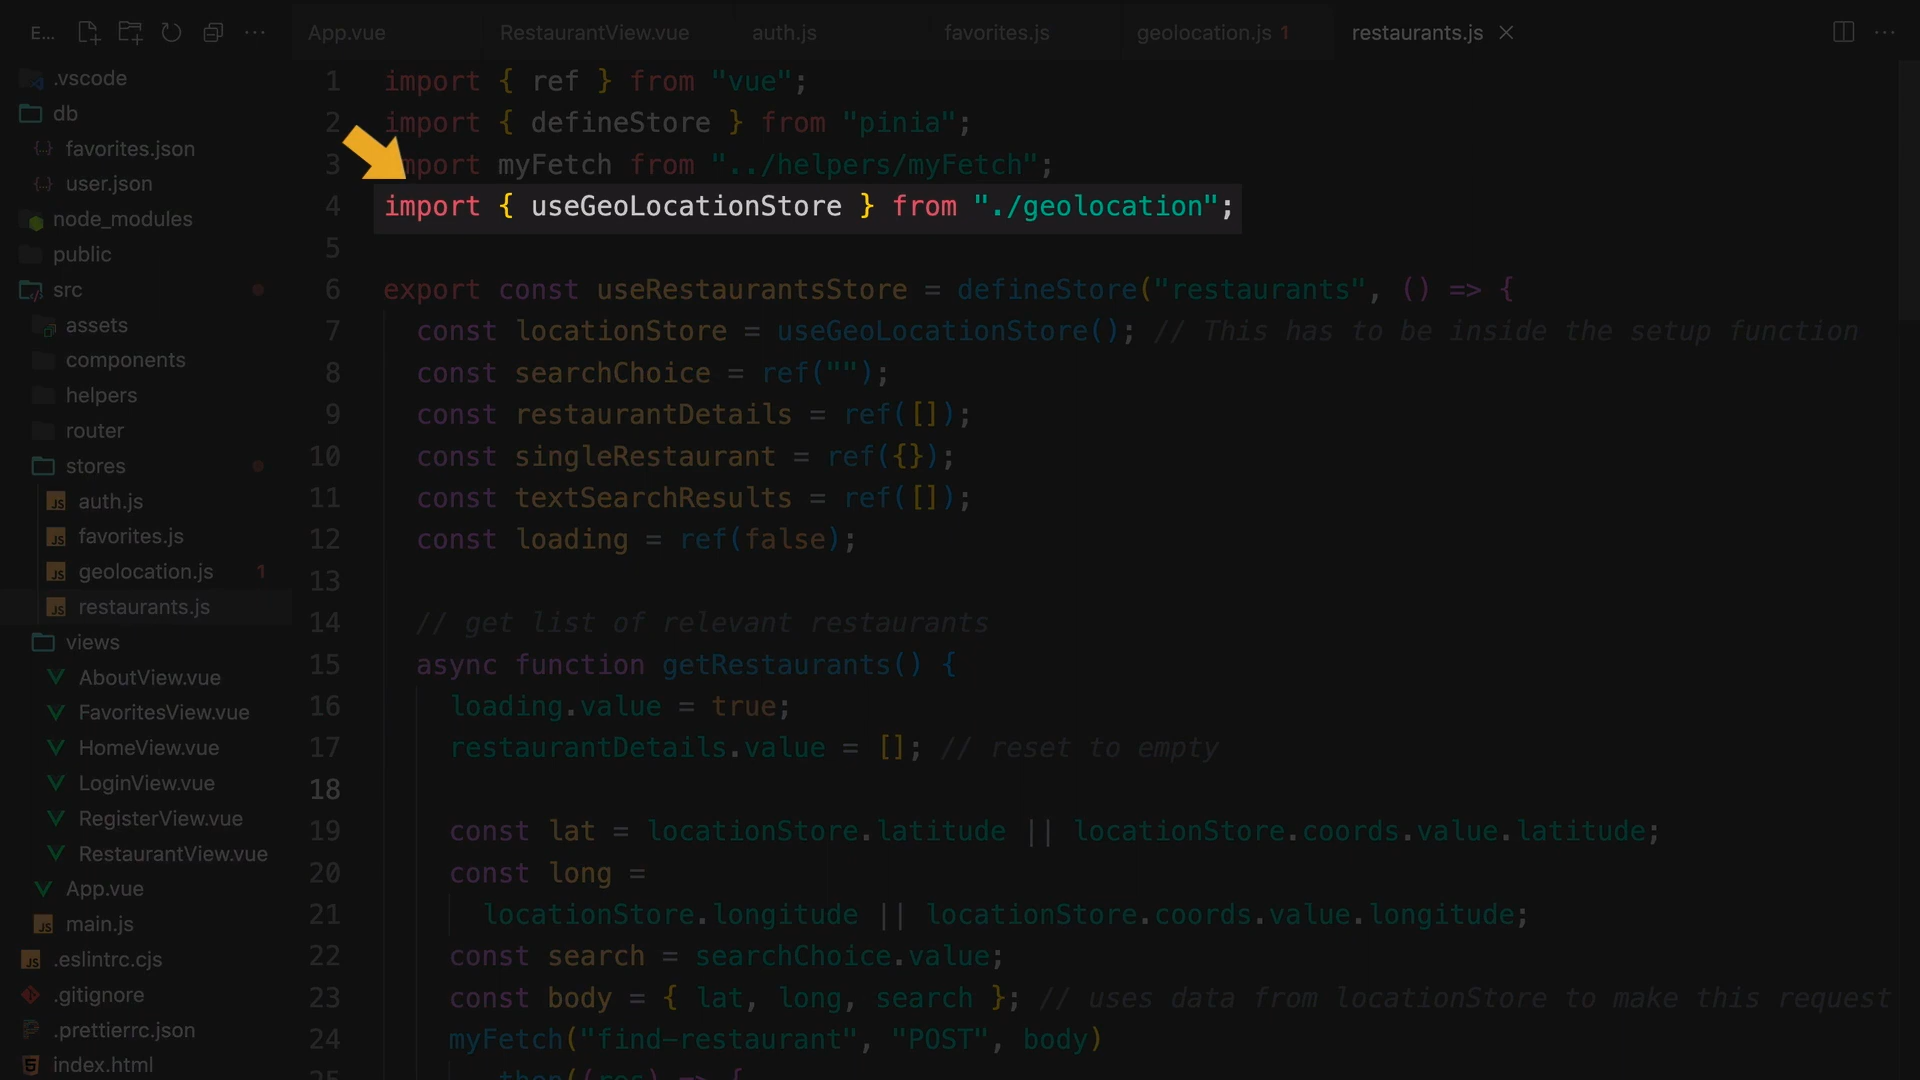 E...
App.vue
RestaurantView.vue
auth.js
favorites.js
geolocation.js 1
restaurants.js
.vscode
db
favorites.json
user.json
node_modules
public
src
assets
components
helpers
router
stores
auth.js
favorites.js
geolocation.js 1
restaurants.js
views
AboutView.vue
FavoritesView.vue
HomeView.vue
LoginView.vue
RegisterView.vue
RestaurantView.vue
App.vue
main.js
.eslintrc.cjs
.gitignore
.prettierrc.json
index.html
1 import { ref } from "vue";
2 import { defineStore } from "pinia";
3 import myFetch from "../helpers/myFetch";
4 import { useGeoLocationStore } from "./geolocation";
5
6 export const useRestaurantsStore = defineStore("restaurants", () => {
7 const locationStore = useGeoLocationStore(); // This has to be inside the setup function
8 const searchChoice = ref("");
9 const restaurantDetails = ref([]);
10 const singleRestaurant = ref({});
11 const textSearchResults = ref([]);
12 const loading = ref(false);
13
14 // get list of relevant restaurants
15 async function getRestaurants() {
16 loading.value = true;
17 restaurantDetails.value = []; // reset to empty
18
19 const lat = locationStore.latitude || locationStore.coords.value.latitude;
20 const long =
21 locationStore.longitude || locationStore.coords.value.longitude;
22 const search = searchChoice.value;
23 const body = { lat, long, search }; // uses data from locationStore to make this request
24 myFetch("find-restaurant", "POST", body)
25 .then((res) => {